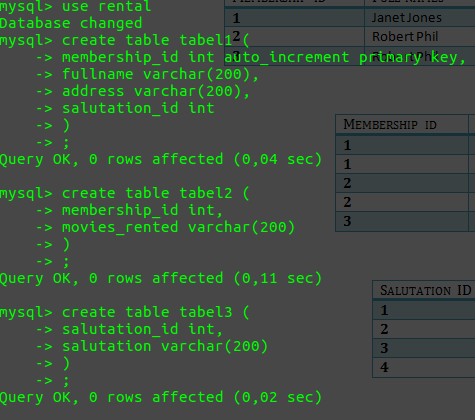 mysql> use rental
Database changed
mysql> create table tabel1 (
    -> membership_id int auto_increment primary key,
    -> fullname varchar(200),
    -> address varchar(200),
    -> salutation_id int
    -> )
    -> ;
Query OK, 0 rows affected (0,04 sec)
mysql> create table tabel2 (
    -> membership_id int,
    -> movies_rented varchar(200)
    -> )
    -> ;
Query OK, 0 rows affected (0,11 sec)
mysql> create table tabel3 (
    -> salutation_id int,
    -> salutation varchar(200)
    -> )
    -> ;
Query OK, 0 rows affected (0,02 sec)
1 Janet Jones
2 Robert Phil
MEMBERSHIP ID
1
1
2
2
3
SALUTATION ID
1
2
3
4